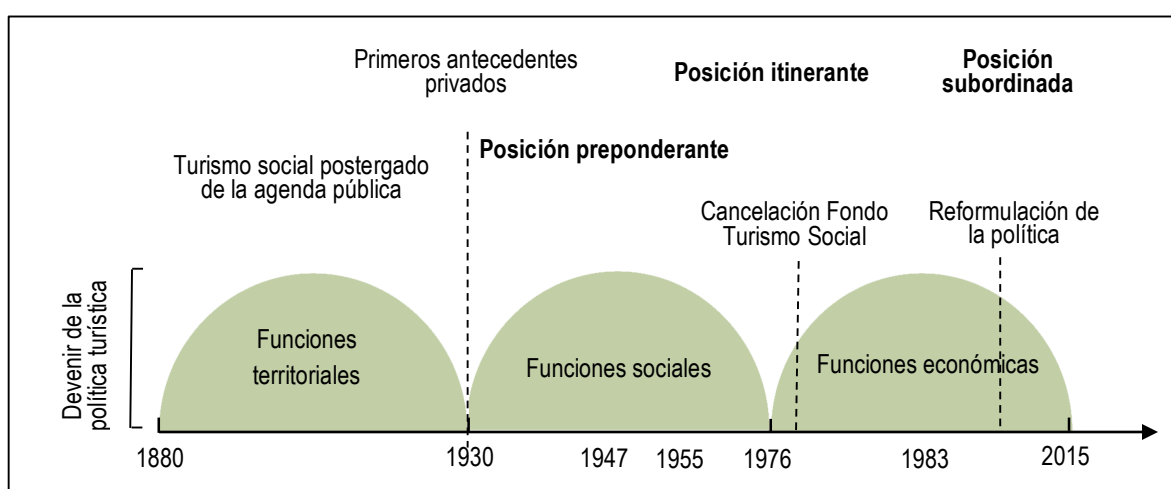 Primeros antecedentes
privados
Posición itinerante
Posición
subordinada
Posición preponderante
Turismo social postergado
de la agenda pública
Cancelación Fondo
Turismo Social
Reformulación de
la política
Devenir de la
política turística
Funciones
territoriales
Funciones sociales
Funciones económicas
1880
1930
1947
1955
1976
1983
2015